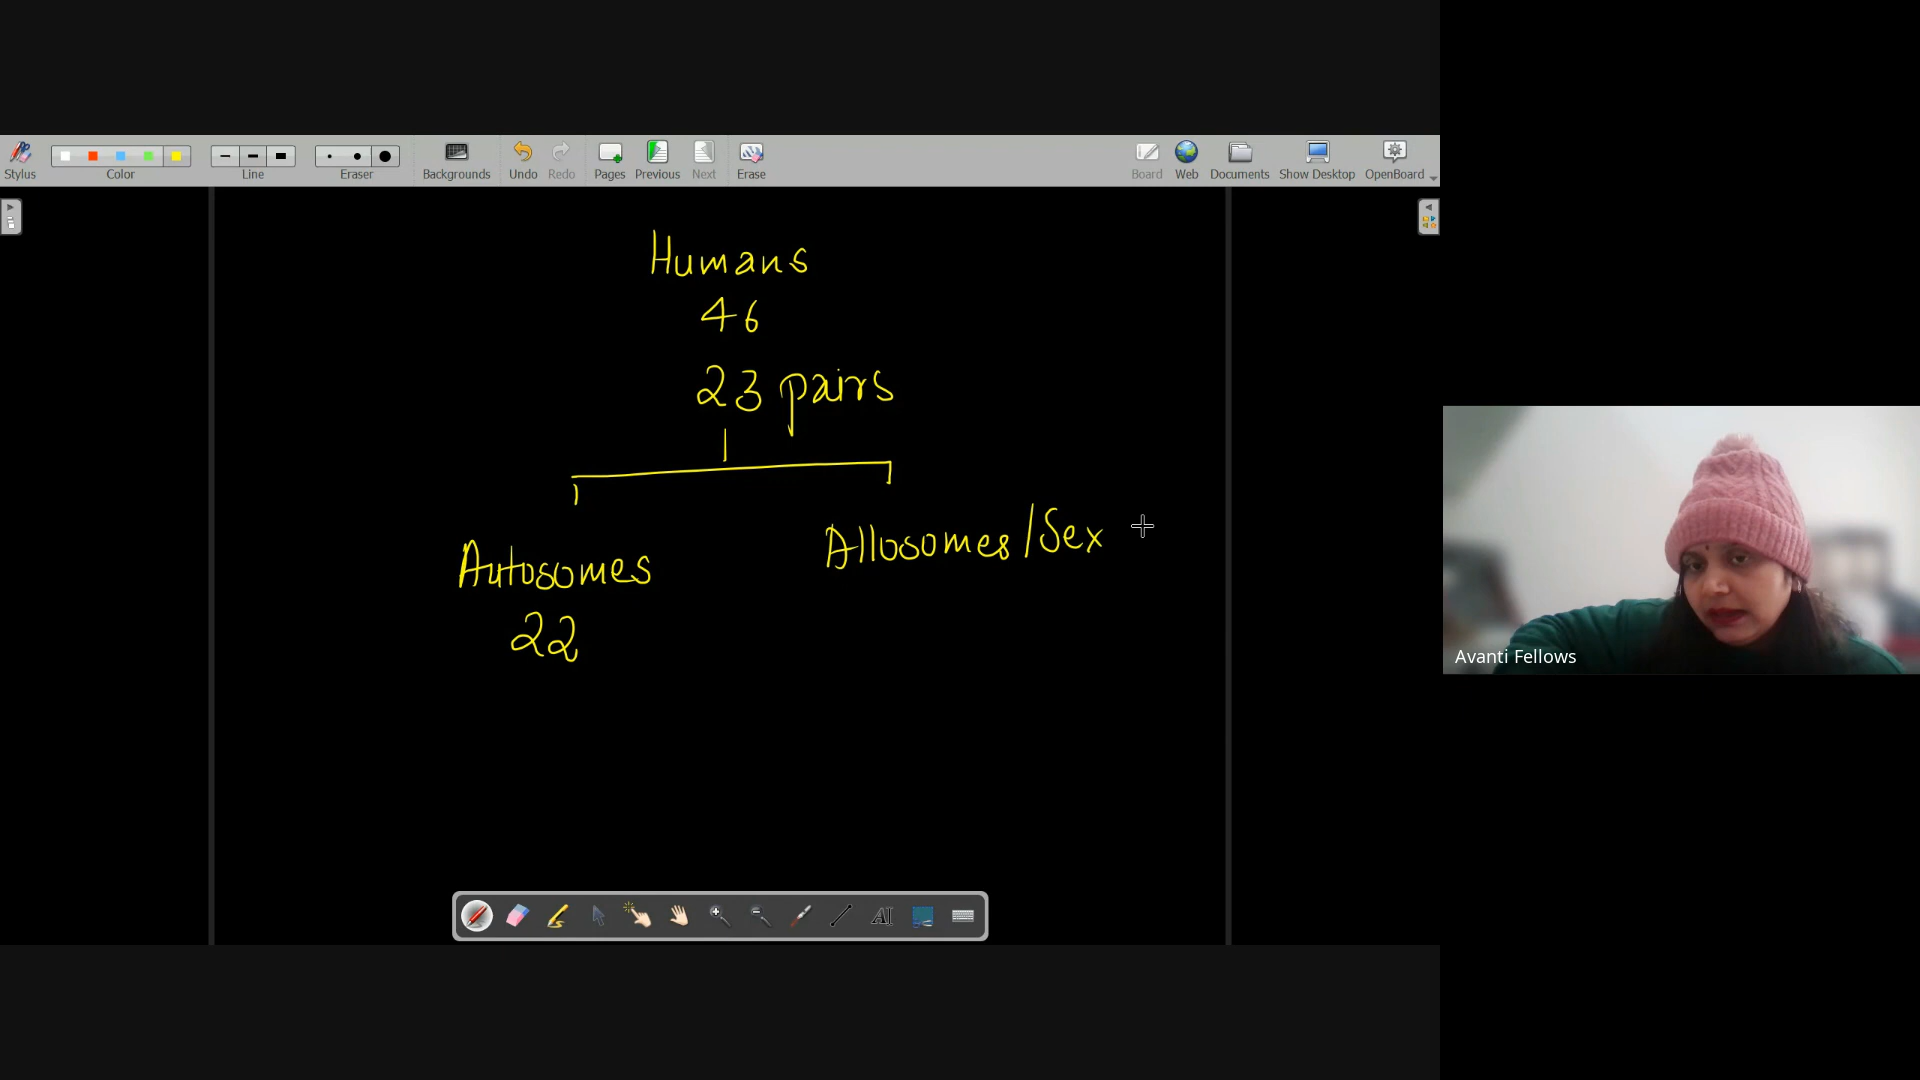 Stylus Color Line Eraser Backgrounds Undo Redo Pages Previous Next Erase Board Web Documents Show Desktop OpenBoard
Humans
46
23 pairs
Autosomes
Allosomes/Sex
22
Avanti Fellows